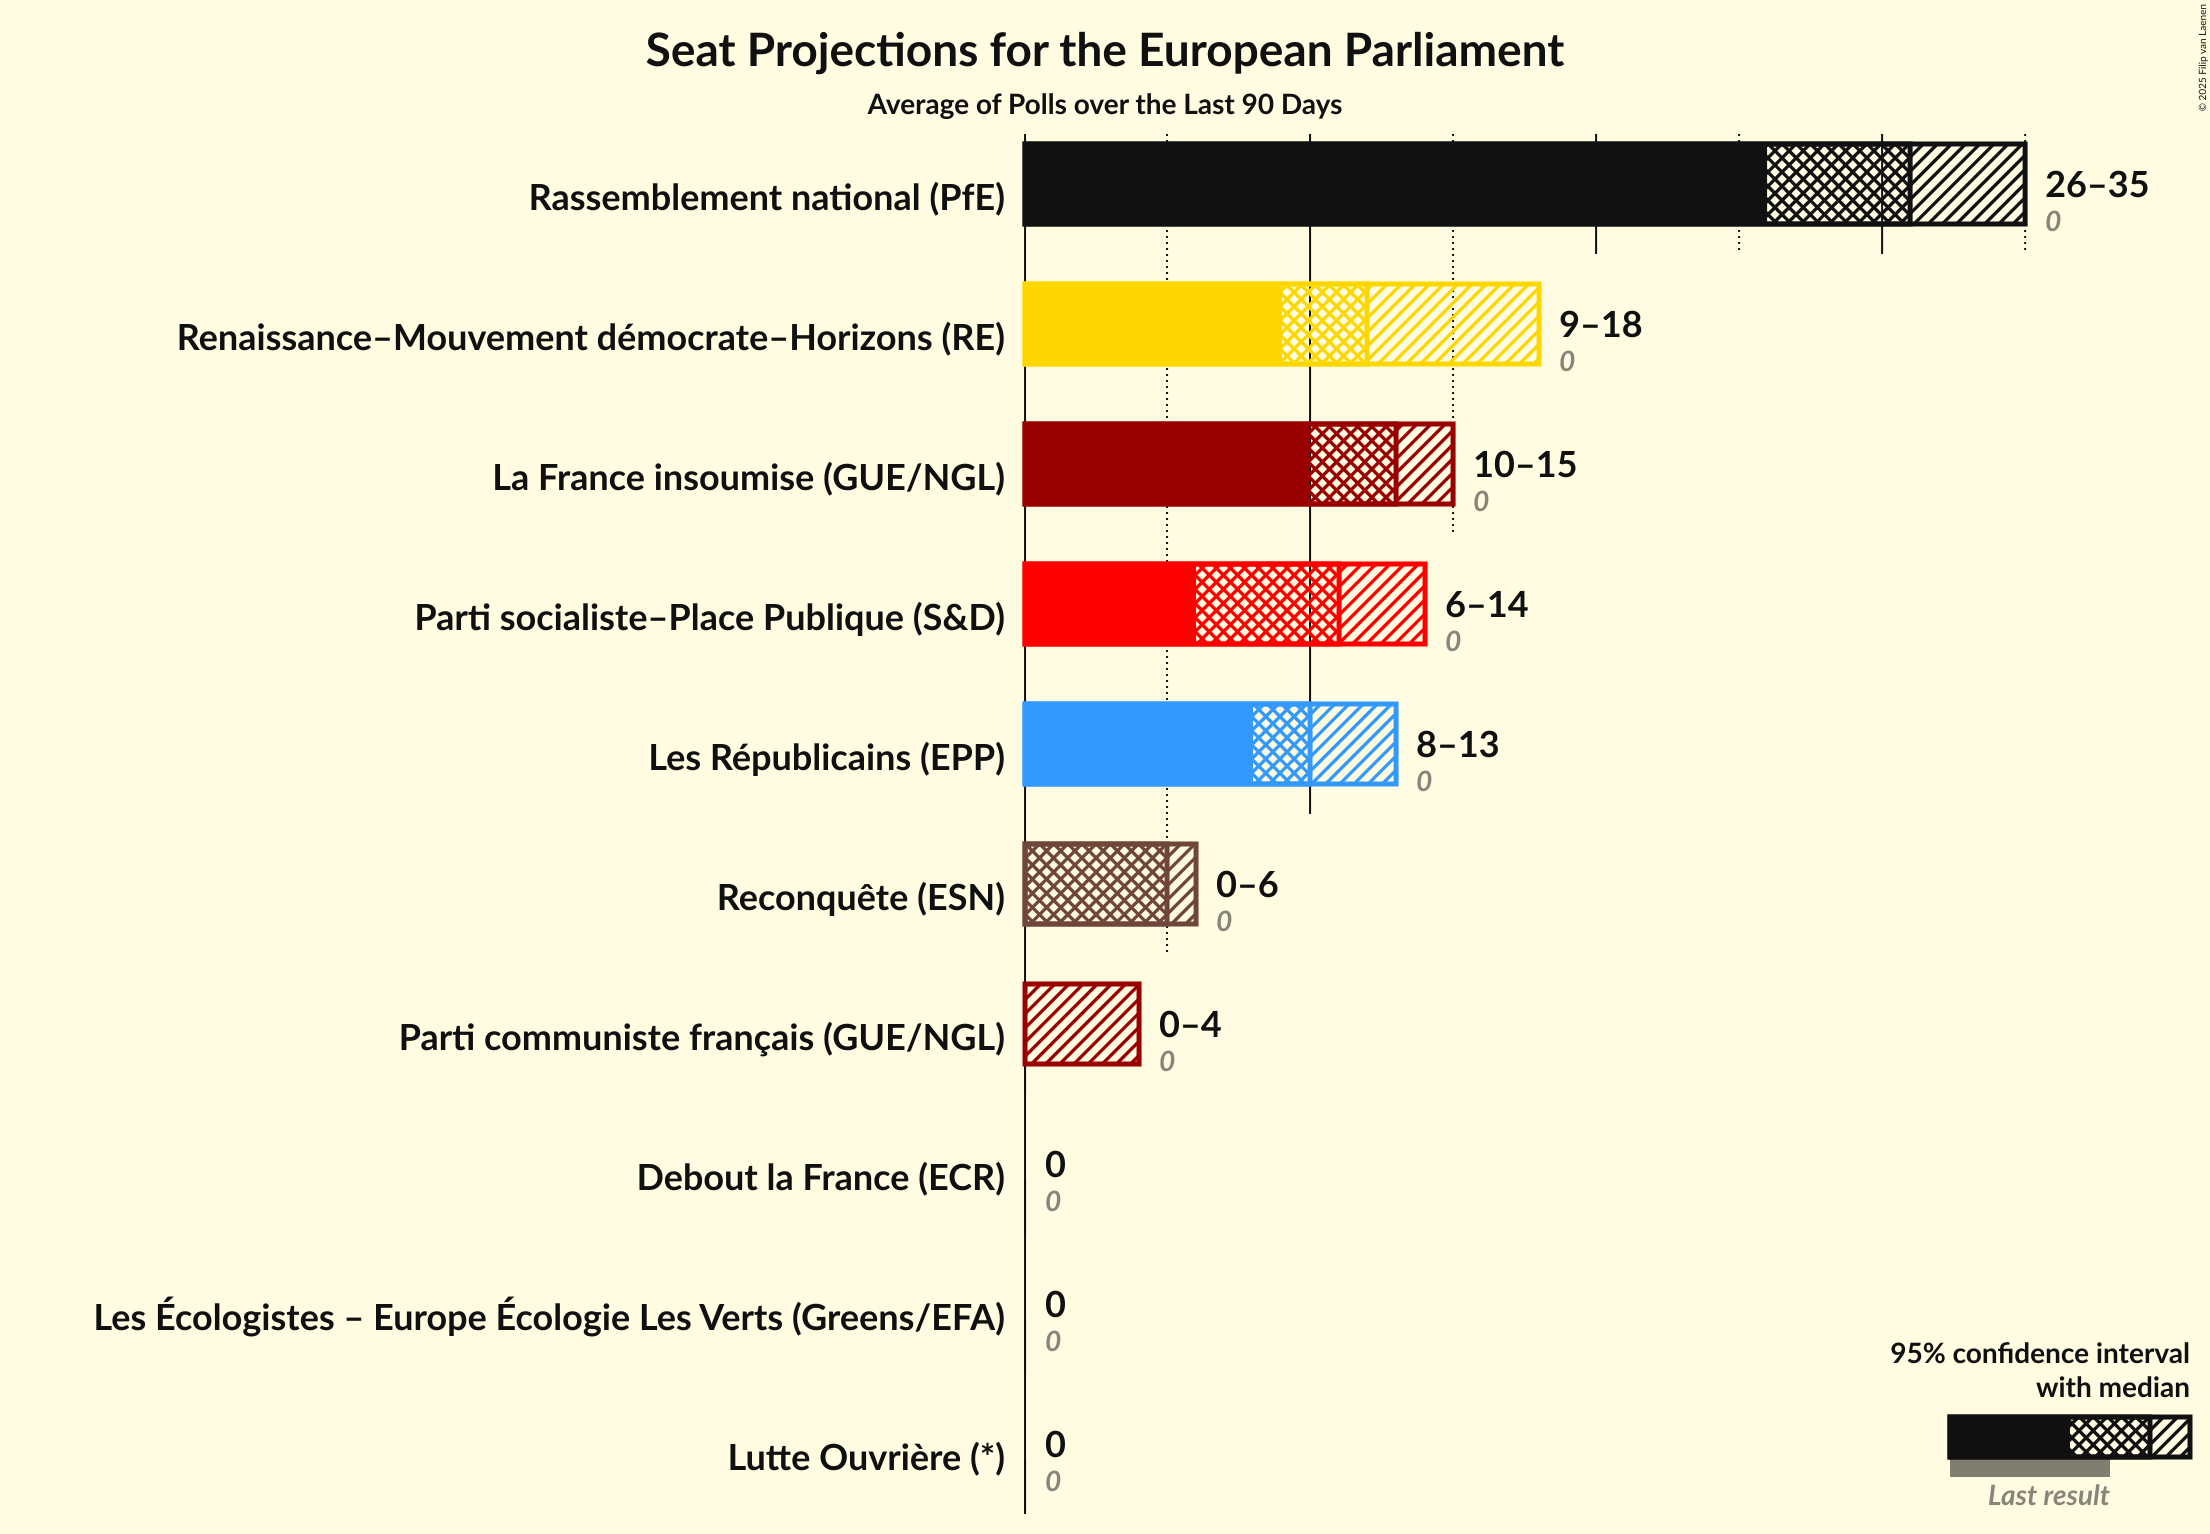 Seat Projections for the European Parliament
Average of Polls over the Last 90 Days
© 2025 Filip van Laenen
Rassemblement national (PfE)
26–35
0
Renaissance–Mouvement démocrate–Horizons (RE)
9–18
0
La France insoumise (GUE/NGL)
10–15
0
Parti socialiste–Place Publique (S&D)
6–14
0
Les Républicains (EPP)
8–13
0
Reconquête (ESN)
0–6
0
Parti communiste français (GUE/NGL)
0–4
0
Debout la France (ECR)
0
0
Les Écologistes – Europe Écologie Les Verts (Greens/EFA)
0
0
Lutte Ouvrière (*)
0
0
95% confidence interval
with median
Last result